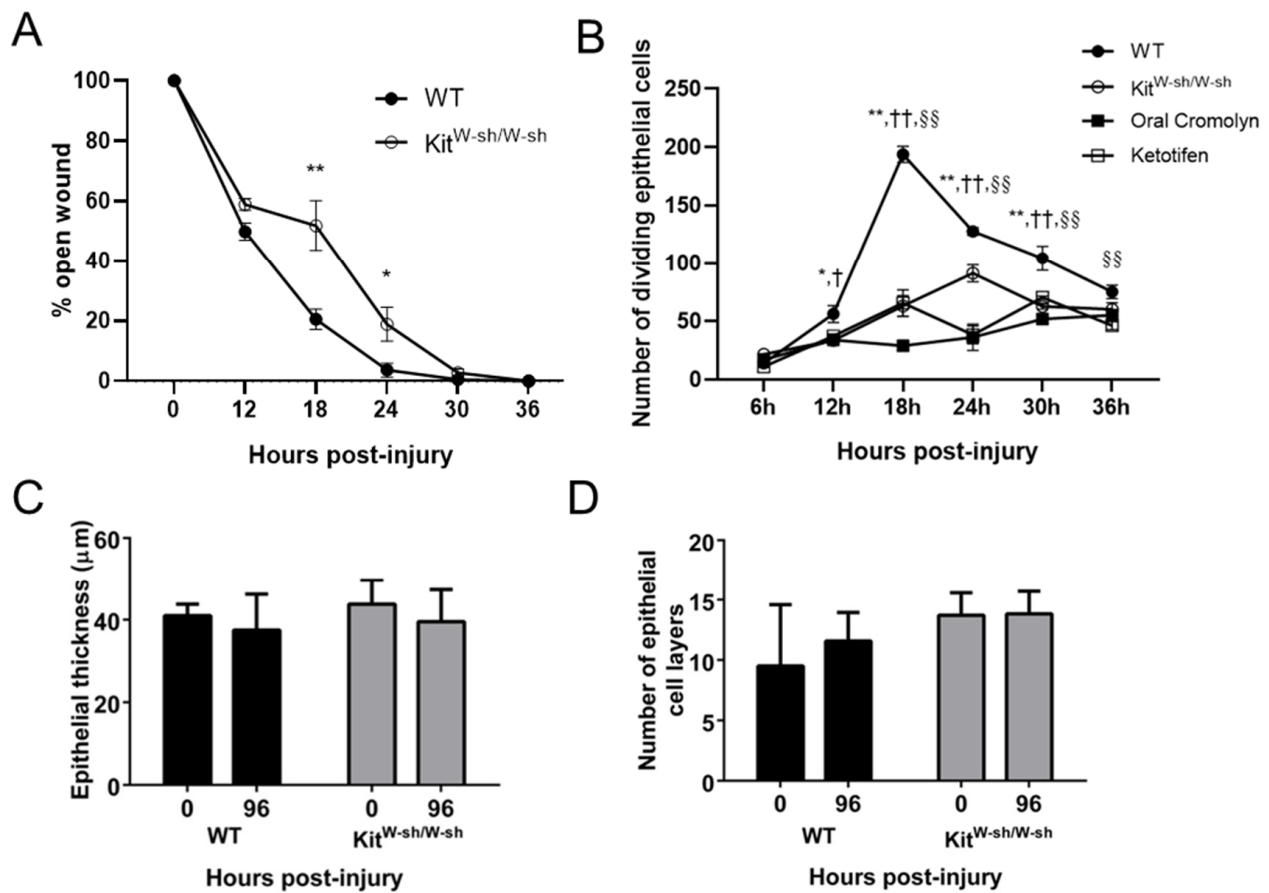 A
100
80
60
40
20
0
% open wound
WT
Kit^W-sh/W-sh
**
*
0 12 18 24 30 36
Hours post-injury
B
250
200
150
100
50
0
Number of dividing epithelial cells
WT
Kit^W-sh/W-sh
Oral Cromolyn
Ketotifen
*,†
**,††,§§
**,††,§§
**,††,§§
§§
6h 12h 18h 24h 30h 36h
Hours post-injury
C
60
40
20
0
Epithelial thickness (μm)
0 96 0 96
WT Kit^W-sh/W-sh
Hours post-injury
D
20
15
10
5
0
Number of epithelial
cell layers
0 96 0 96
WT Kit^W-sh/W-sh
Hours post-injury